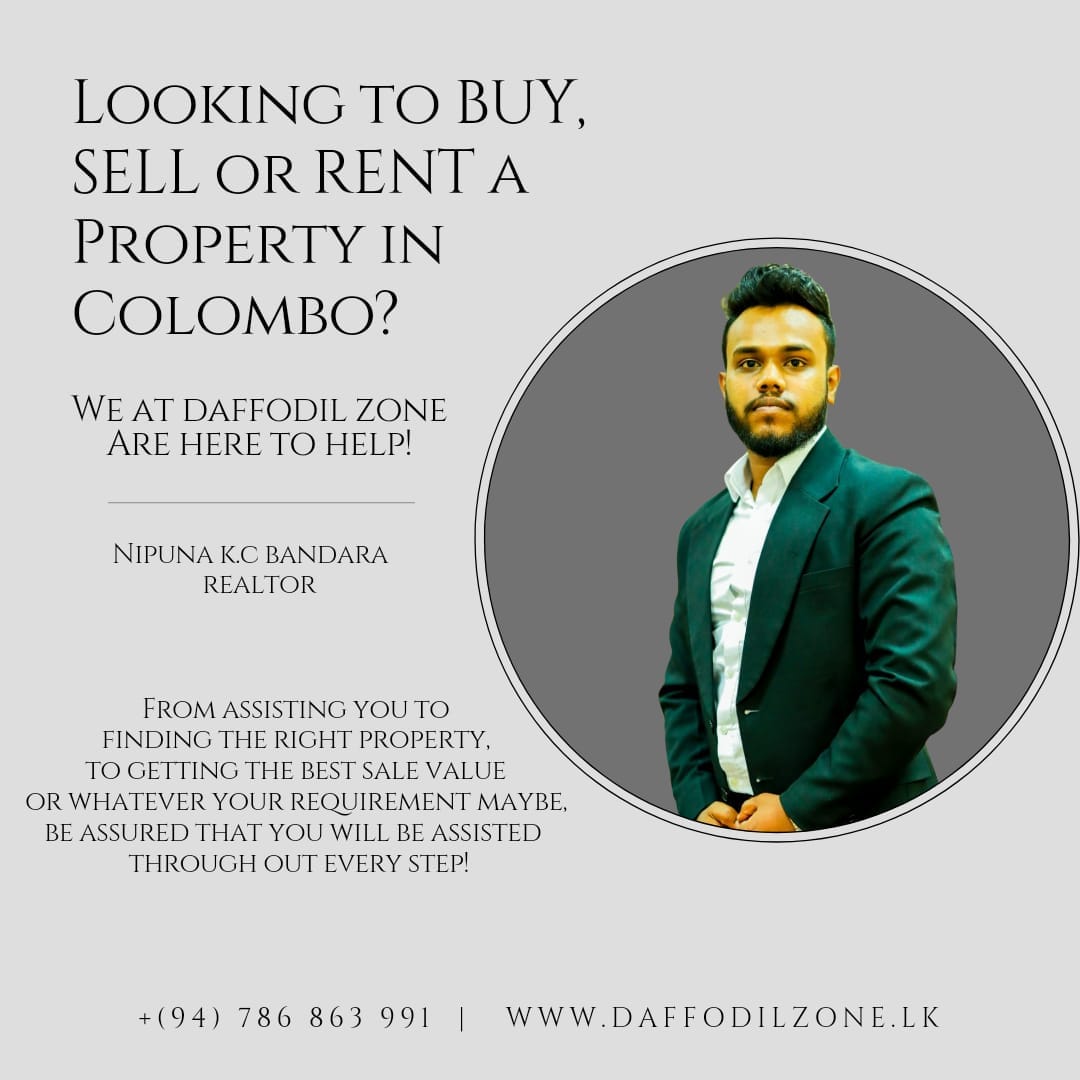 Looking to BUY,
SELL or RENT a
Property in
Colombo?
We at daffodil zone
Are here to help!
Nipuna k.c bandara
realtor
From assisting you to
finding the right property,
to getting the best sale value
or whatever your requirement maybe,
be assured that you will be assisted
through out every step!
+(94) 786 863 991 | www.daffodilzone.lk